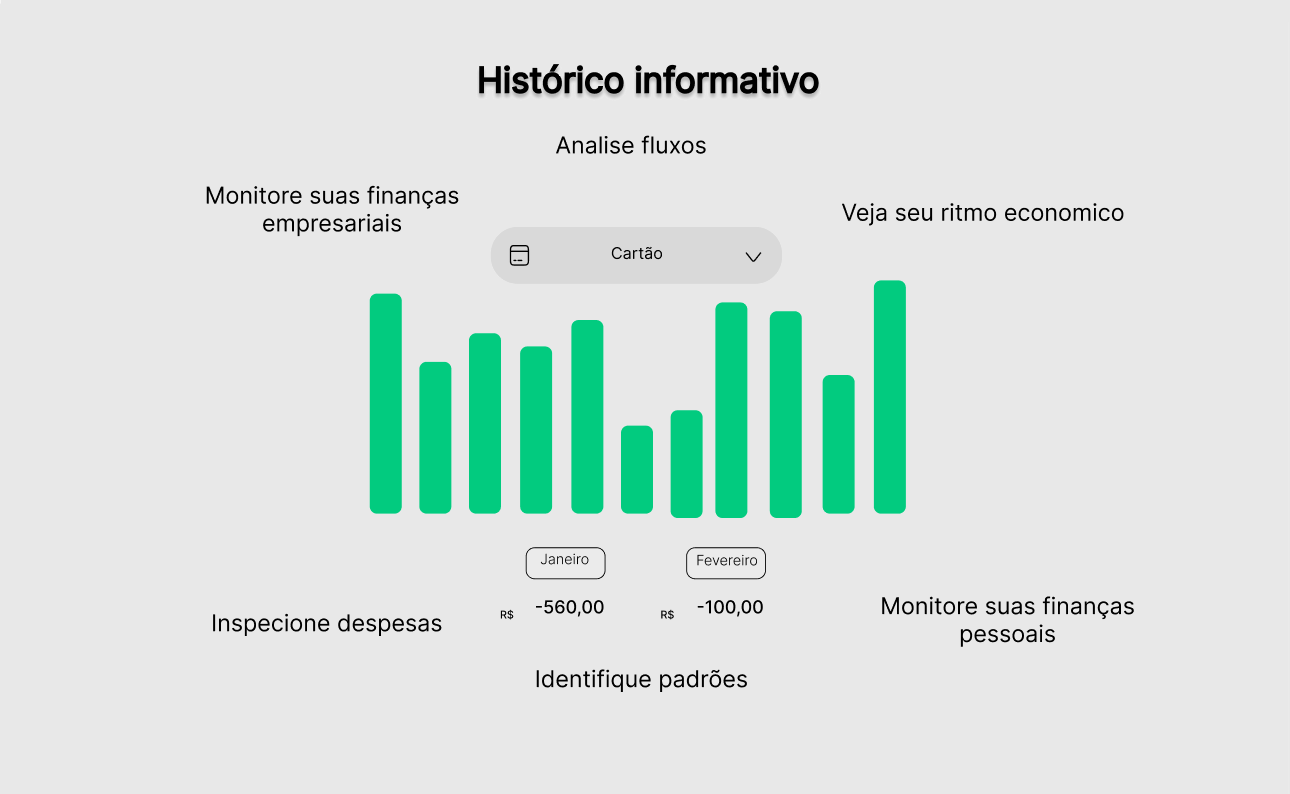 Histórico informativo
Analise fluxos
Monitore suas finanças
empresariais
Veja seu ritmo economico
Cartão
Janeiro
Fevereiro
R$ -560,00
R$ -100,00
Inspecione despesas
Monitore suas finanças
pessoais
Identifique padrões